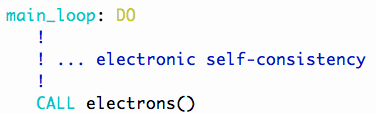 main_loop: DO
!
! ... electronic self-consistency
!
CALL electrons()